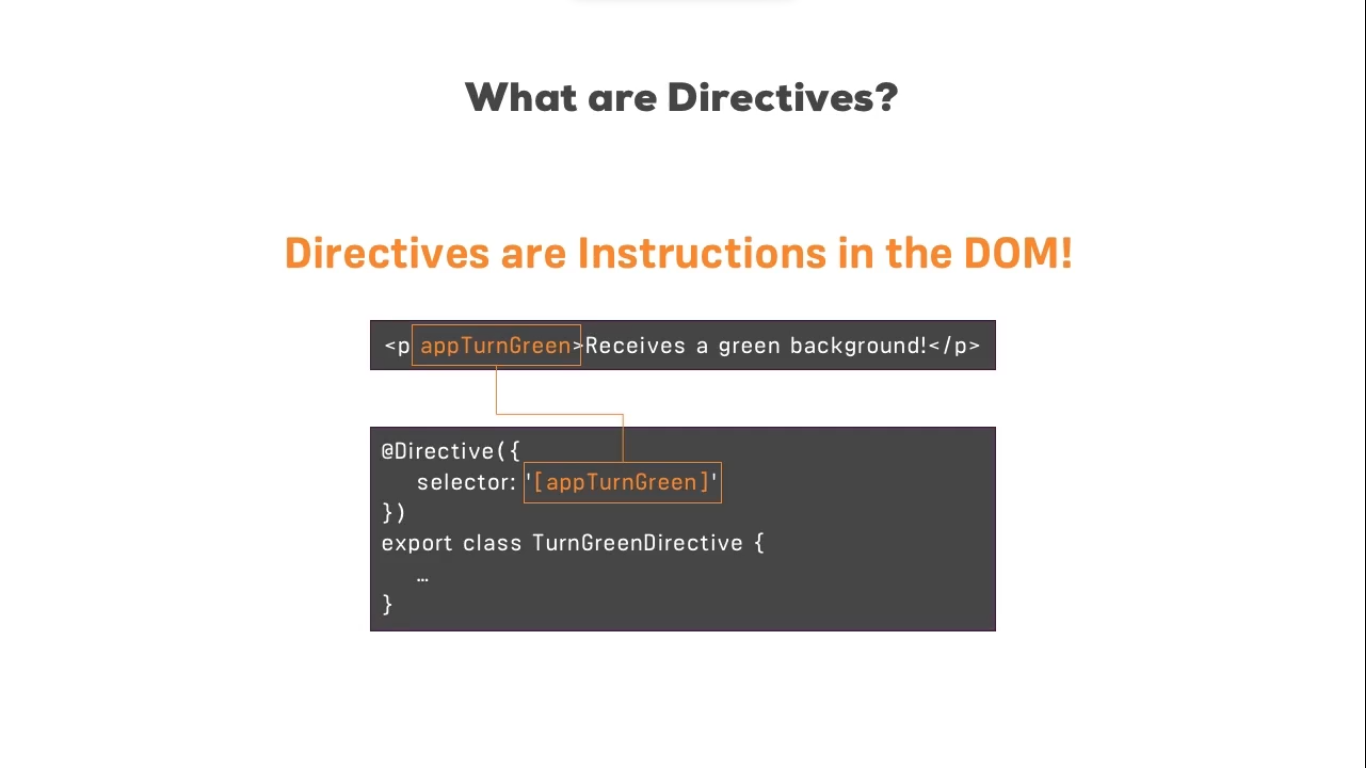 What are Directives?
Directives are Instructions in the DOM!
<p appTurnGreen>Receives a green background!</p>
@Directive({
selector: '[appTurnGreen]'
})
export class TurnGreenDirective {
…
}